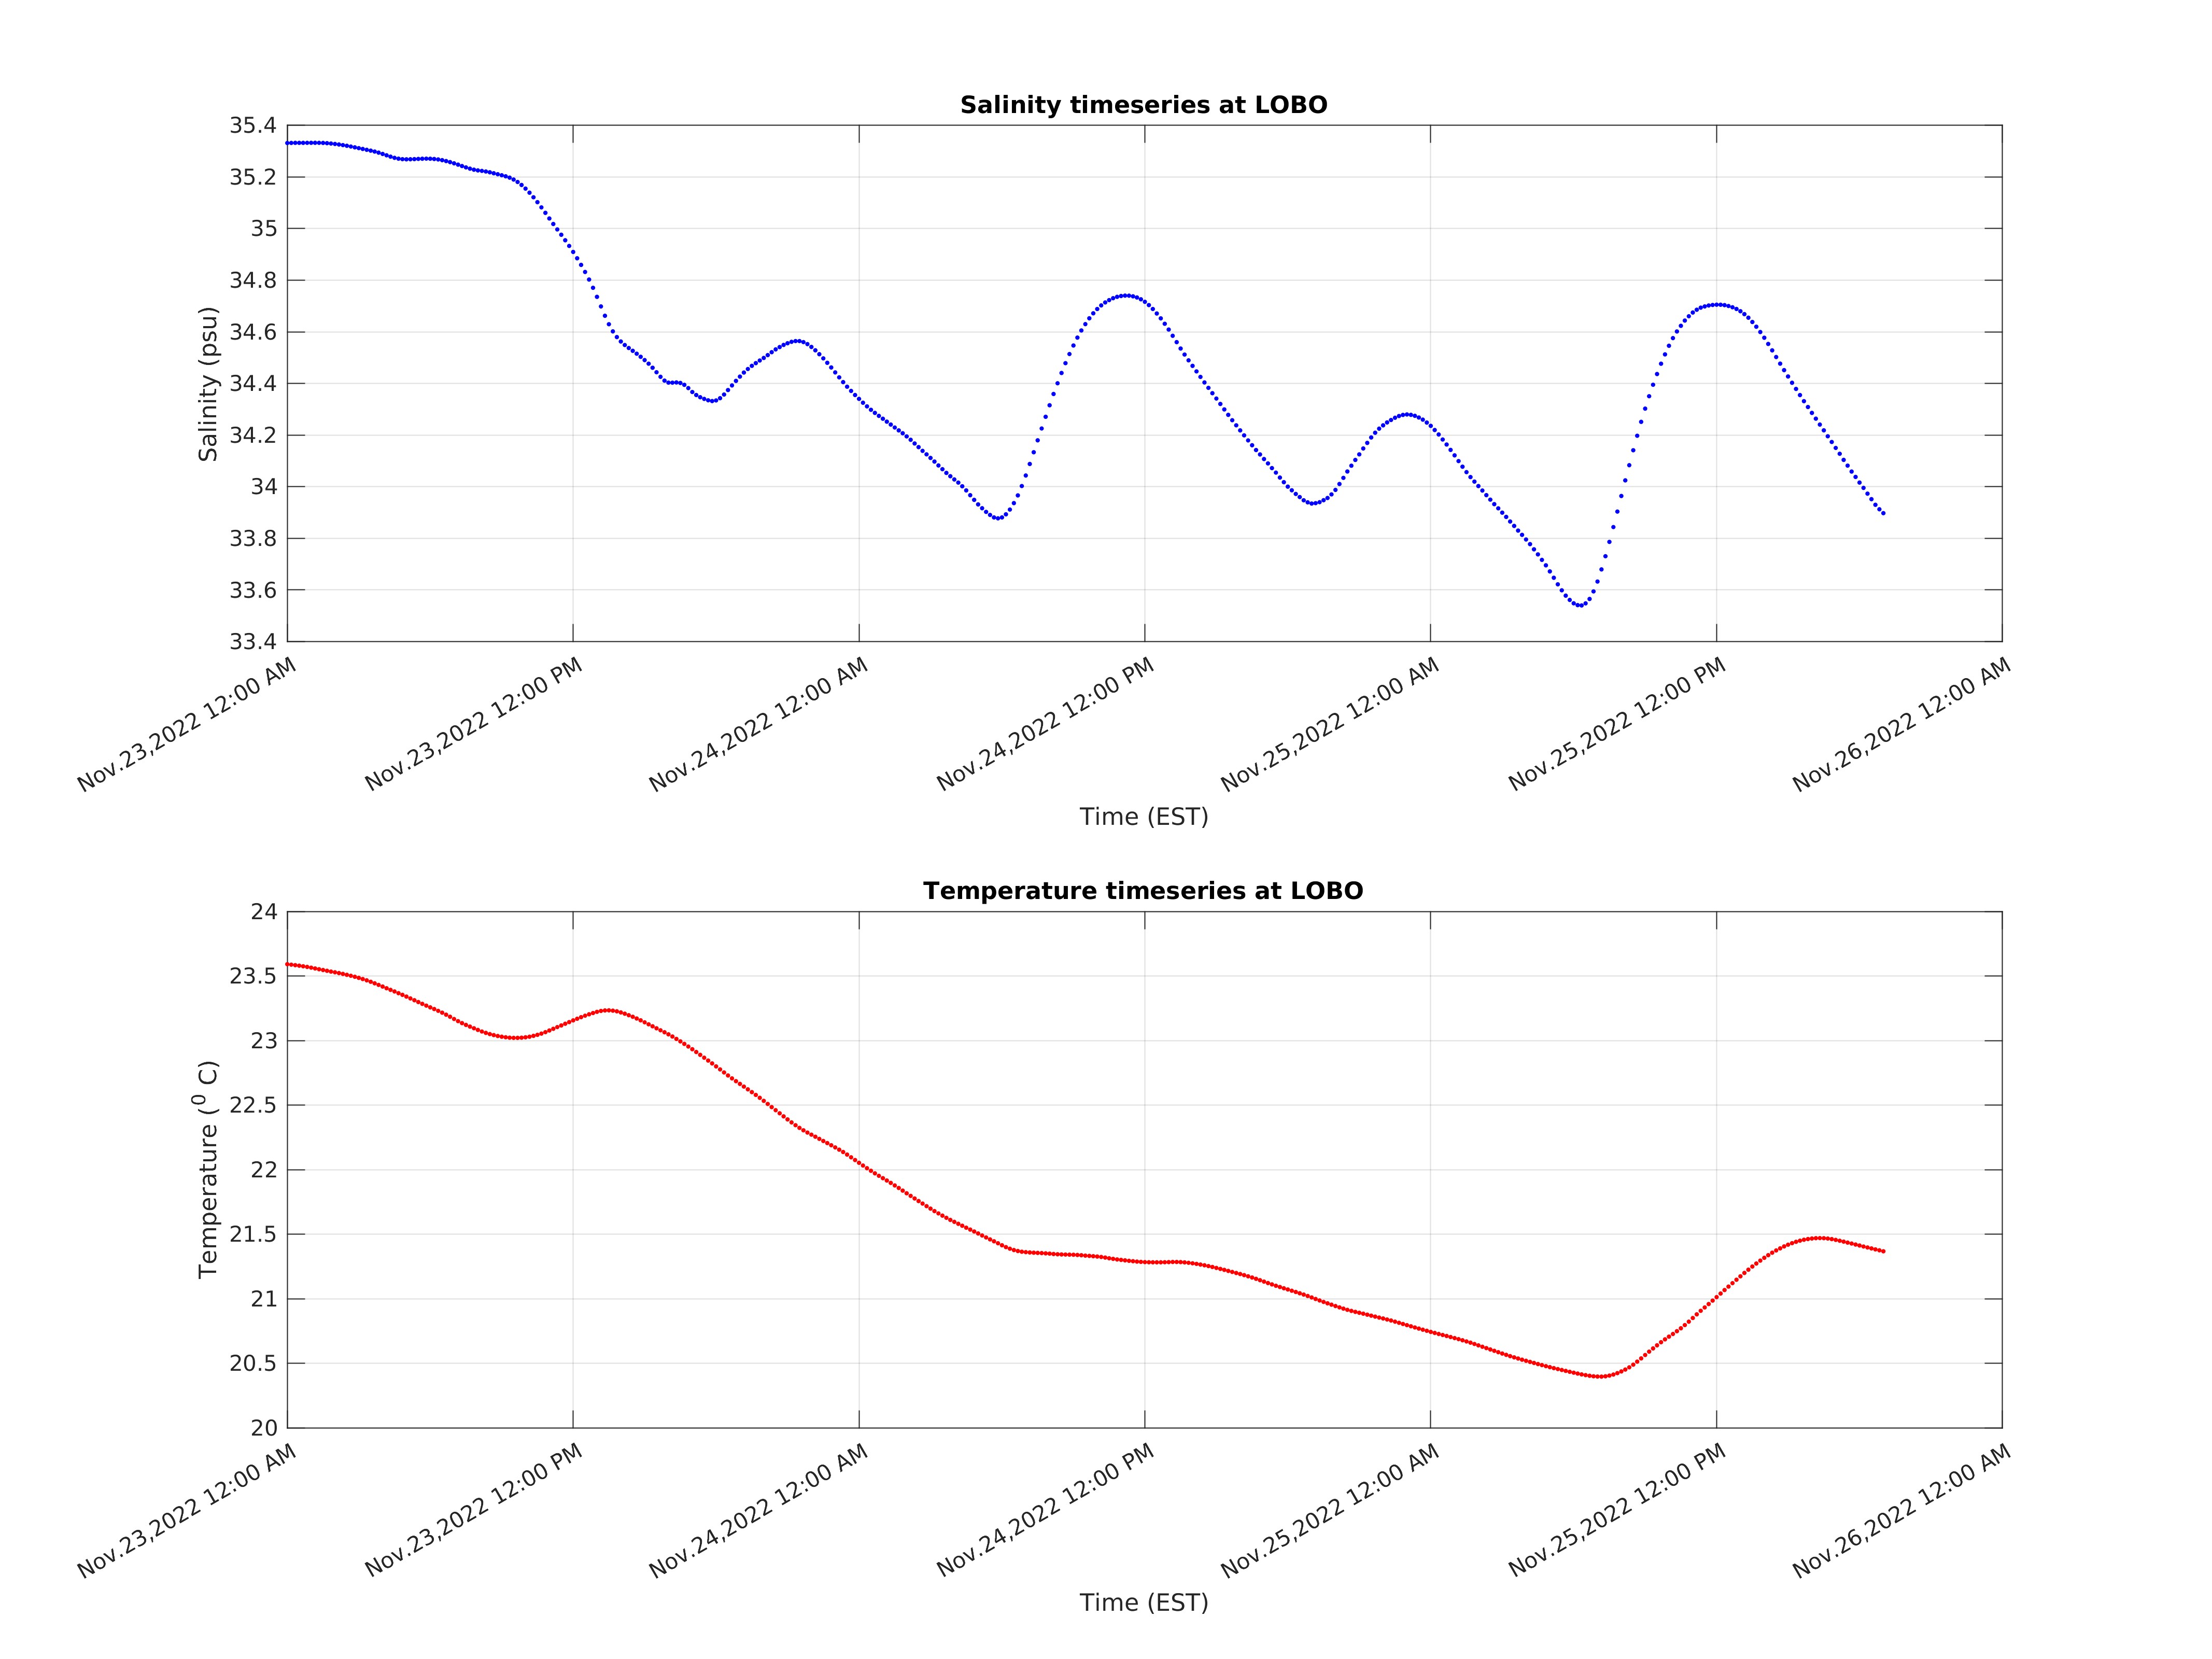 Salinity timeseries at LOBO
Salinity (psu)
35.4
35.2
35
34.8
34.6
34.4
34.2
34
33.8
33.6
33.4
Nov.23,2022 12:00 AM
Nov.23,2022 12:00 PM
Nov.24,2022 12:00 AM
Nov.24,2022 12:00 PM
Nov.25,2022 12:00 AM
Nov.25,2022 12:00 PM
Nov.26,2022 12:00 AM
Time (EST)
Temperature timeseries at LOBO
Temperature (⁰ C)
24
23.5
23
22.5
22
21.5
21
20.5
20
Nov.23,2022 12:00 AM
Nov.23,2022 12:00 PM
Nov.24,2022 12:00 AM
Nov.24,2022 12:00 PM
Nov.25,2022 12:00 AM
Nov.25,2022 12:00 PM
Nov.26,2022 12:00 AM
Time (EST)